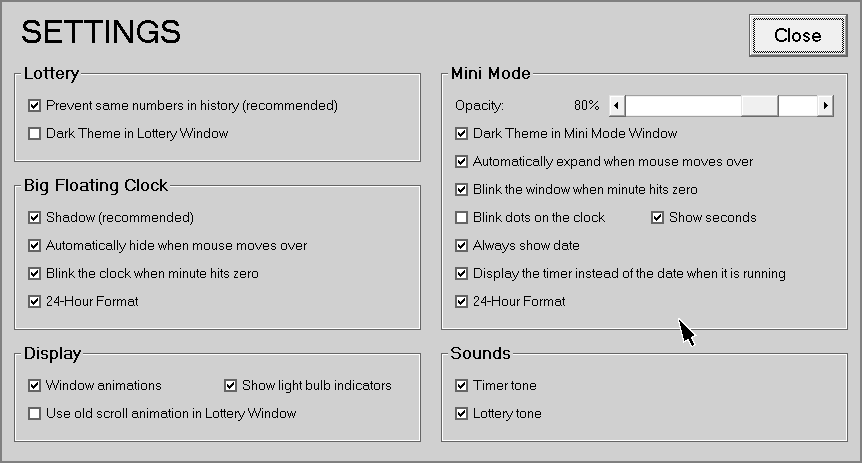 SETTINGS
Close
Lottery
Prevent same numbers in history (recommended)
Dark Theme in Lottery Window
Big Floating Clock
Shadow (recommended)
Automatically hide when mouse moves over
Blink the clock when minute hits zero
24-Hour Format
Display
Window animations
Show light bulb indicators
Use old scroll animation in Lottery Window
Mini Mode
Opacity: 80%
Dark Theme in Mini Mode Window
Automatically expand when mouse moves over
Blink the window when minute hits zero
Blink dots on the clock
Show seconds
Always show date
Display the timer instead of the date when it is running
24-Hour Format
Sounds
Timer tone
Lottery tone